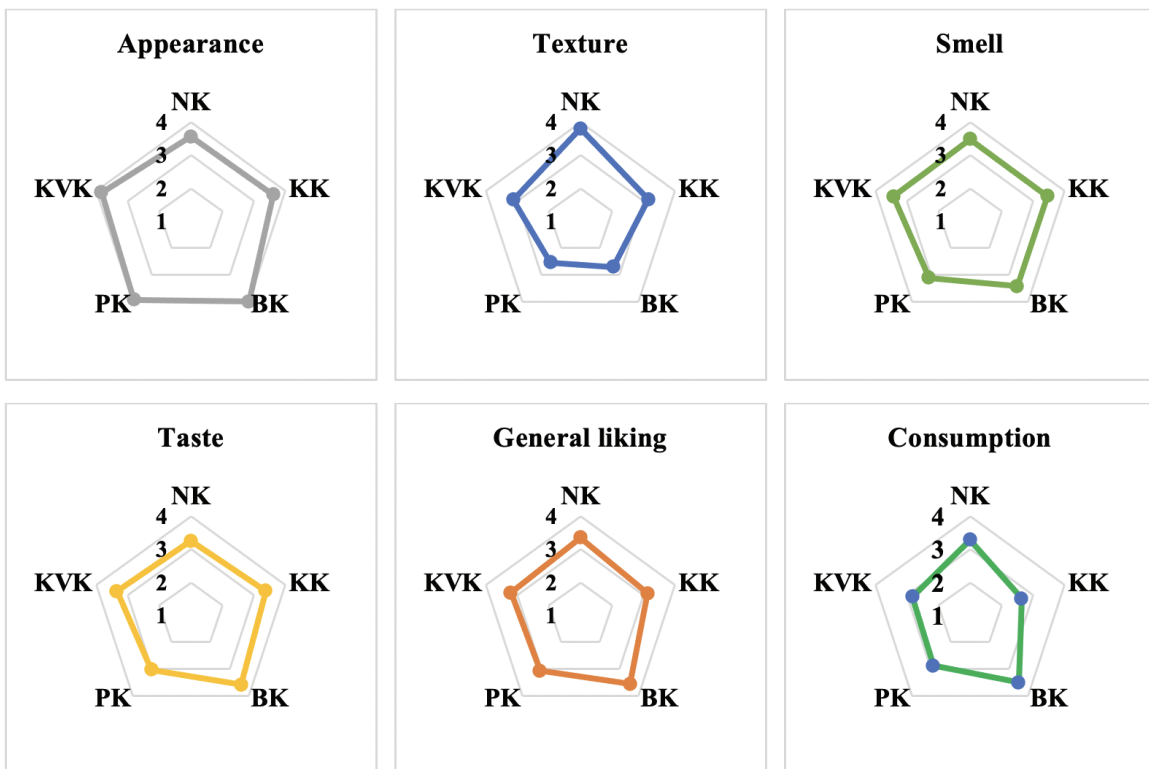 Appearance
NK
4
3
KVK
KK
2
1
PK
BK
Texture
NK
4
3
KVK
KK
2
1
PK
BK
Smell
NK
4
3
KVK
KK
2
1
PK
BK
Taste
NK
4
3
KVK
KK
2
1
PK
BK
General liking
NK
4
3
KVK
KK
2
1
PK
BK
Consumption
NK
4
3
KVK
KK
2
1
PK
BK